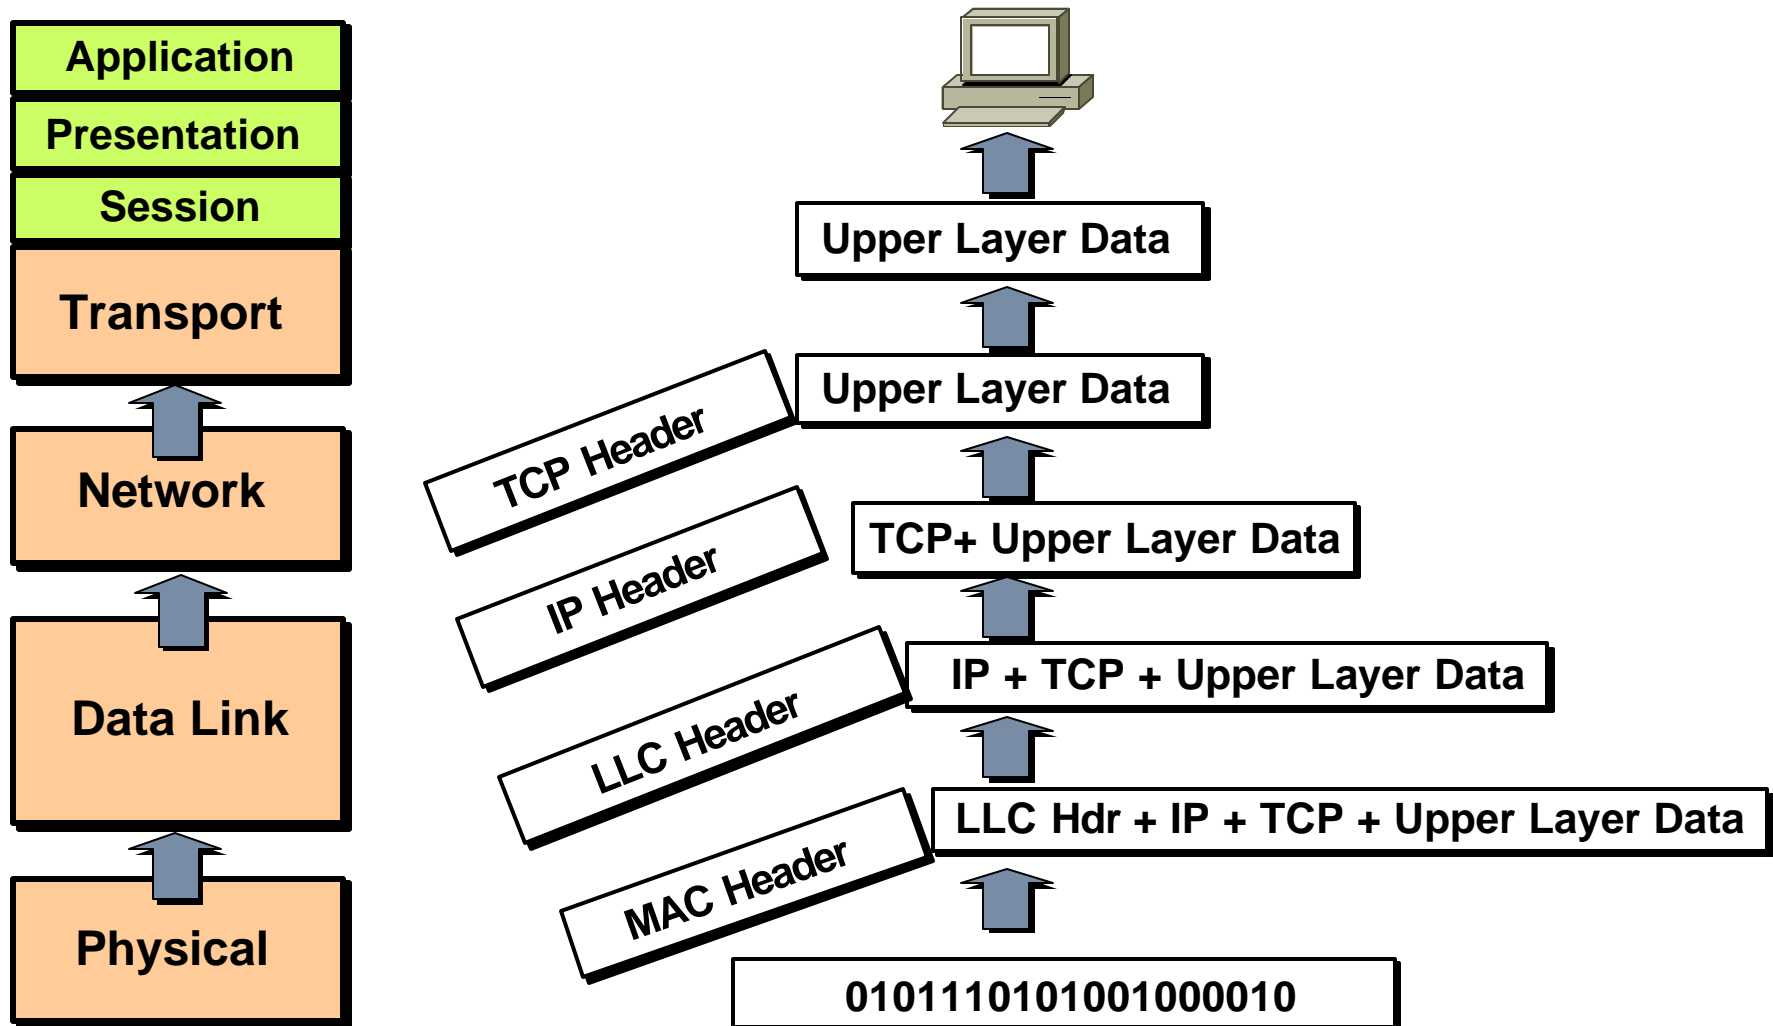 Application
Presentation
Session
Transport
Network
Data Link
Physical
Upper Layer Data
Upper Layer Data
TCP Header
TCP+ Upper Layer Data
IP Header
IP + TCP + Upper Layer Data
LLC Header
LLC Hdr + IP + TCP + Upper Layer Data
MAC Header
0101110101001000010